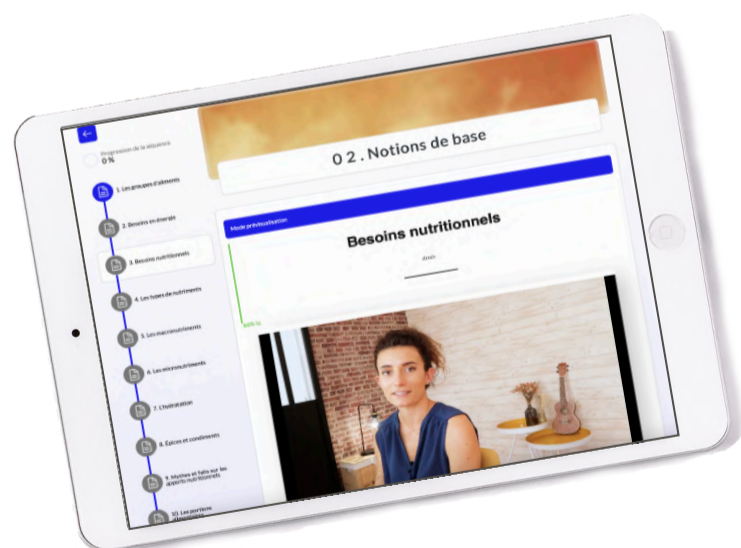 Progression de la séquence
0 %
1. Les groupes d'aliments
2. Besoins en énergie
3. Besoins nutritionnels
4. Les types de nutriments
5. Les macronutriments
6. Les micronutriments
7. L'hydratation
8. Épices et condiments
9. Mythes et faits sur les
apports nutritionnels
10. Les portions
0 2 . Notions de base
Mode prévisualisation
Besoins nutritionnels